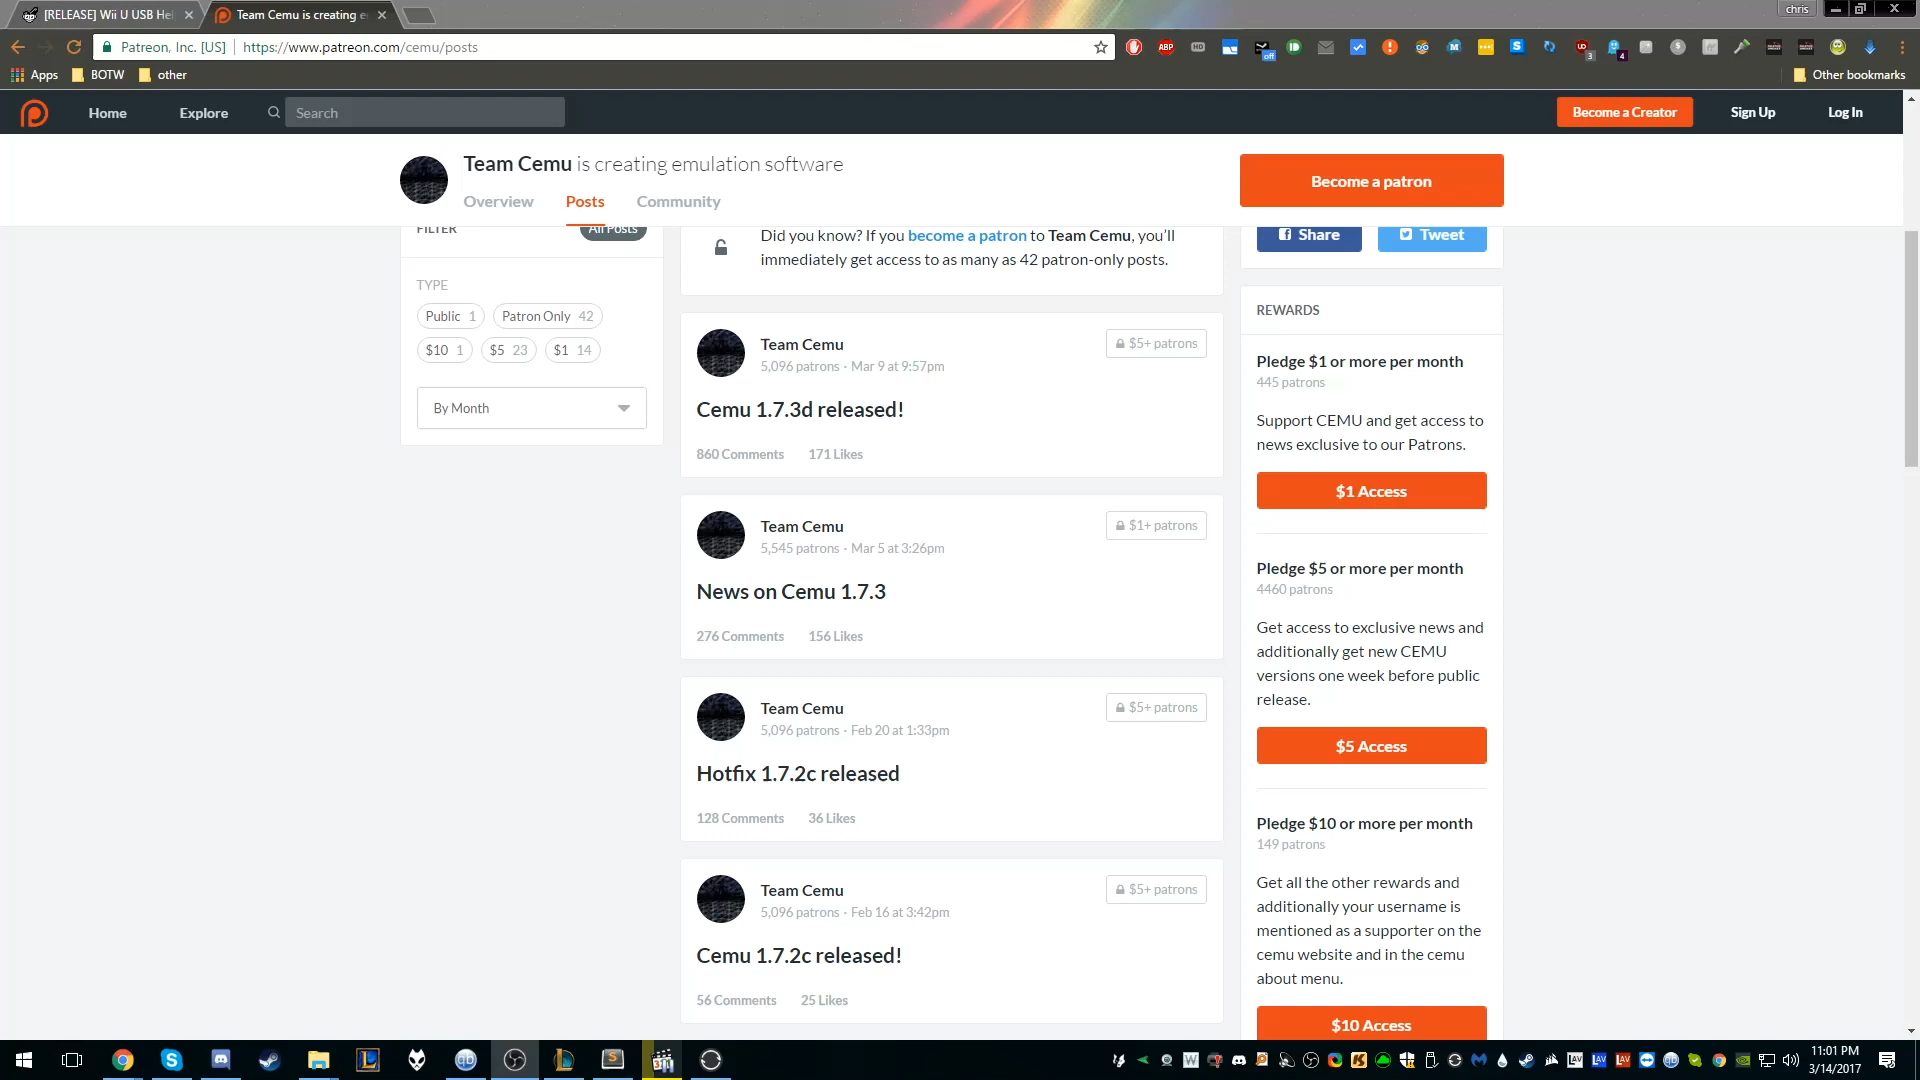 [RELEASE] Wii U USB Hel
Team Cemu is creating e
chris
Patreon, Inc. [US]
https://www.patreon.com/cemu/posts
Apps
BOTW
other
Other bookmarks
Home
Explore
Search
Become a Creator
Sign Up
Log In
Team Cemu is creating emulation software
Overview
Posts
Community
Become a patron
FILTER
All Posts
TYPE
Public 1
Patron Only 42
$10 1
$5 23
$1 14
By Month
Did you know? If you become a patron to Team Cemu, you'll
immediately get access to as many as 42 patron-only posts.
Team Cemu
5,096 patrons · Mar 9 at 9:57pm
$5+ patrons
Cemu 1.7.3d released!
860 Comments
171 Likes
Team Cemu
5,545 patrons · Mar 5 at 3:26pm
$1+ patrons
News on Cemu 1.7.3
276 Comments
156 Likes
Team Cemu
5,096 patrons · Feb 20 at 1:33pm
$5+ patrons
Hotfix 1.7.2c released
128 Comments
36 Likes
Team Cemu
5,096 patrons · Feb 16 at 3:42pm
$5+ patrons
Cemu 1.7.2c released!
56 Comments
25 Likes
Share
Tweet
REWARDS
Pledge $1 or more per month
445 patrons
Support CEMU and get access to
news exclusive to our Patrons.
$1 Access
Pledge $5 or more per month
4460 patrons
Get access to exclusive news and
additionally get new CEMU
versions one week before public
release.
$5 Access
Pledge $10 or more per month
149 patrons
Get all the other rewards and
additionally your username is
mentioned as a supporter on the
cemu website and in the cemu
about menu.
$10 Access
11:01 PM
3/14/2017